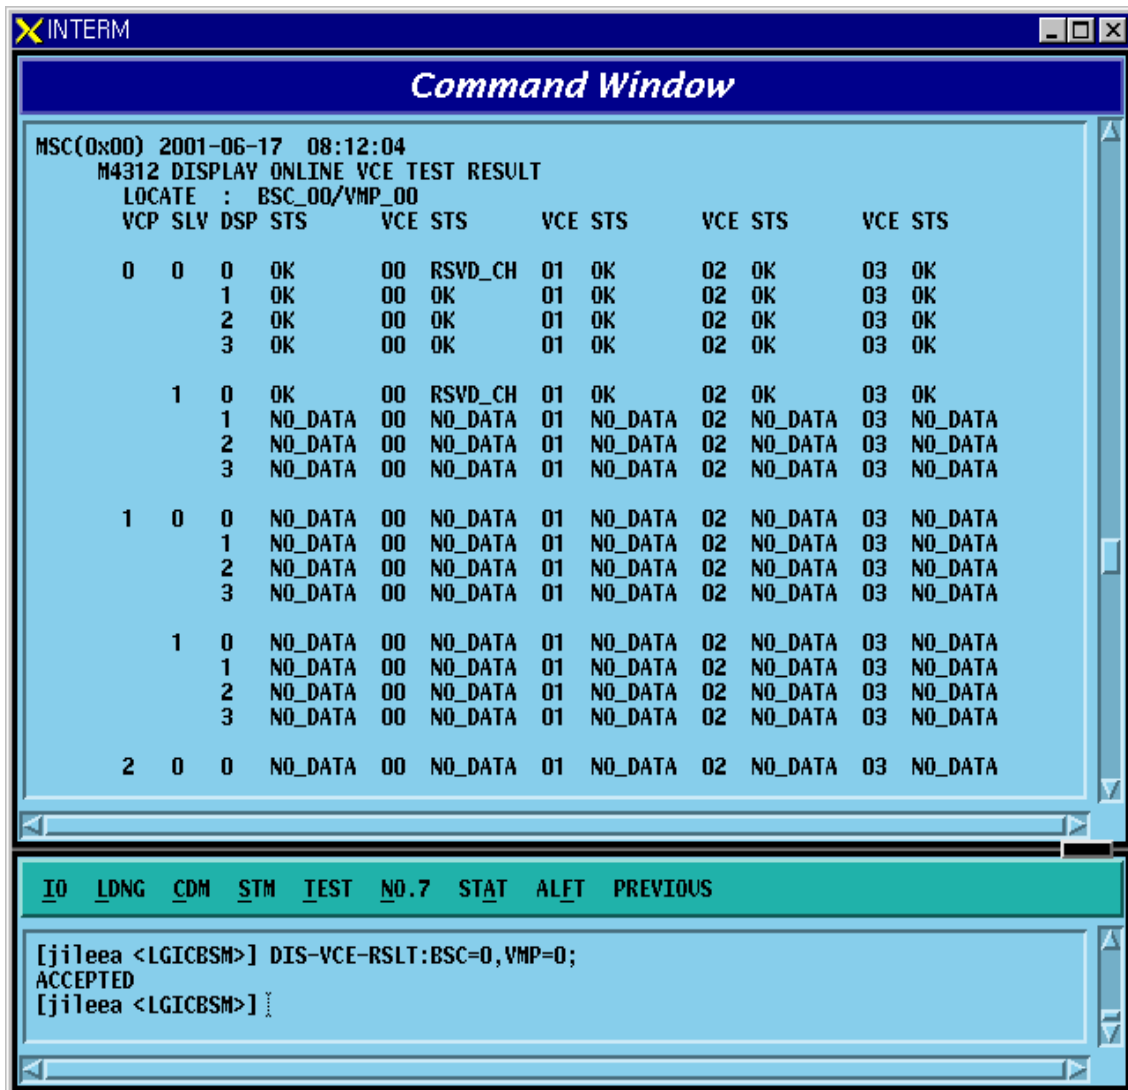 INTERM
Command Window
MSC(0x00) 2001-06-17 08:12:04
M4312 DISPLAY ONLINE VCE TEST RESULT
LOCATE : BSC_00/VMP_00
VCP SLV DSP STS VCE STS VCE STS VCE STS VCE STS
0 0 0 OK 00 RSVD_CH 01 OK 02 OK 03 OK
1 OK 00 OK 01 OK 02 OK 03 OK
2 OK 00 OK 01 OK 02 OK 03 OK
3 OK 00 OK 01 OK 02 OK 03 OK
1 0 OK 00 RSVD_CH 01 OK 02 OK 03 OK
1 NO_DATA 00 NO_DATA 01 NO_DATA 02 NO_DATA 03 NO_DATA
2 NO_DATA 00 NO_DATA 01 NO_DATA 02 NO_DATA 03 NO_DATA
3 NO_DATA 00 NO_DATA 01 NO_DATA 02 NO_DATA 03 NO_DATA
1 0 0 NO_DATA 00 NO_DATA 01 NO_DATA 02 NO_DATA 03 NO_DATA
1 NO_DATA 00 NO_DATA 01 NO_DATA 02 NO_DATA 03 NO_DATA
2 NO_DATA 00 NO_DATA 01 NO_DATA 02 NO_DATA 03 NO_DATA
3 NO_DATA 00 NO_DATA 01 NO_DATA 02 NO_DATA 03 NO_DATA
1 0 NO_DATA 00 NO_DATA 01 NO_DATA 02 NO_DATA 03 NO_DATA
1 NO_DATA 00 NO_DATA 01 NO_DATA 02 NO_DATA 03 NO_DATA
2 NO_DATA 00 NO_DATA 01 NO_DATA 02 NO_DATA 03 NO_DATA
3 NO_DATA 00 NO_DATA 01 NO_DATA 02 NO_DATA 03 NO_DATA
2 0 0 NO_DATA 00 NO_DATA 01 NO_DATA 02 NO_DATA 03 NO_DATA
IO LDNG CDM STM TEST NO.7 STAT ALFT PREVIOUS
[jileea <LGICBSM>] DIS-VCE-RSLT:BSC=0,VMP=0;
ACCEPTED
[jileea <LGICBSM>]